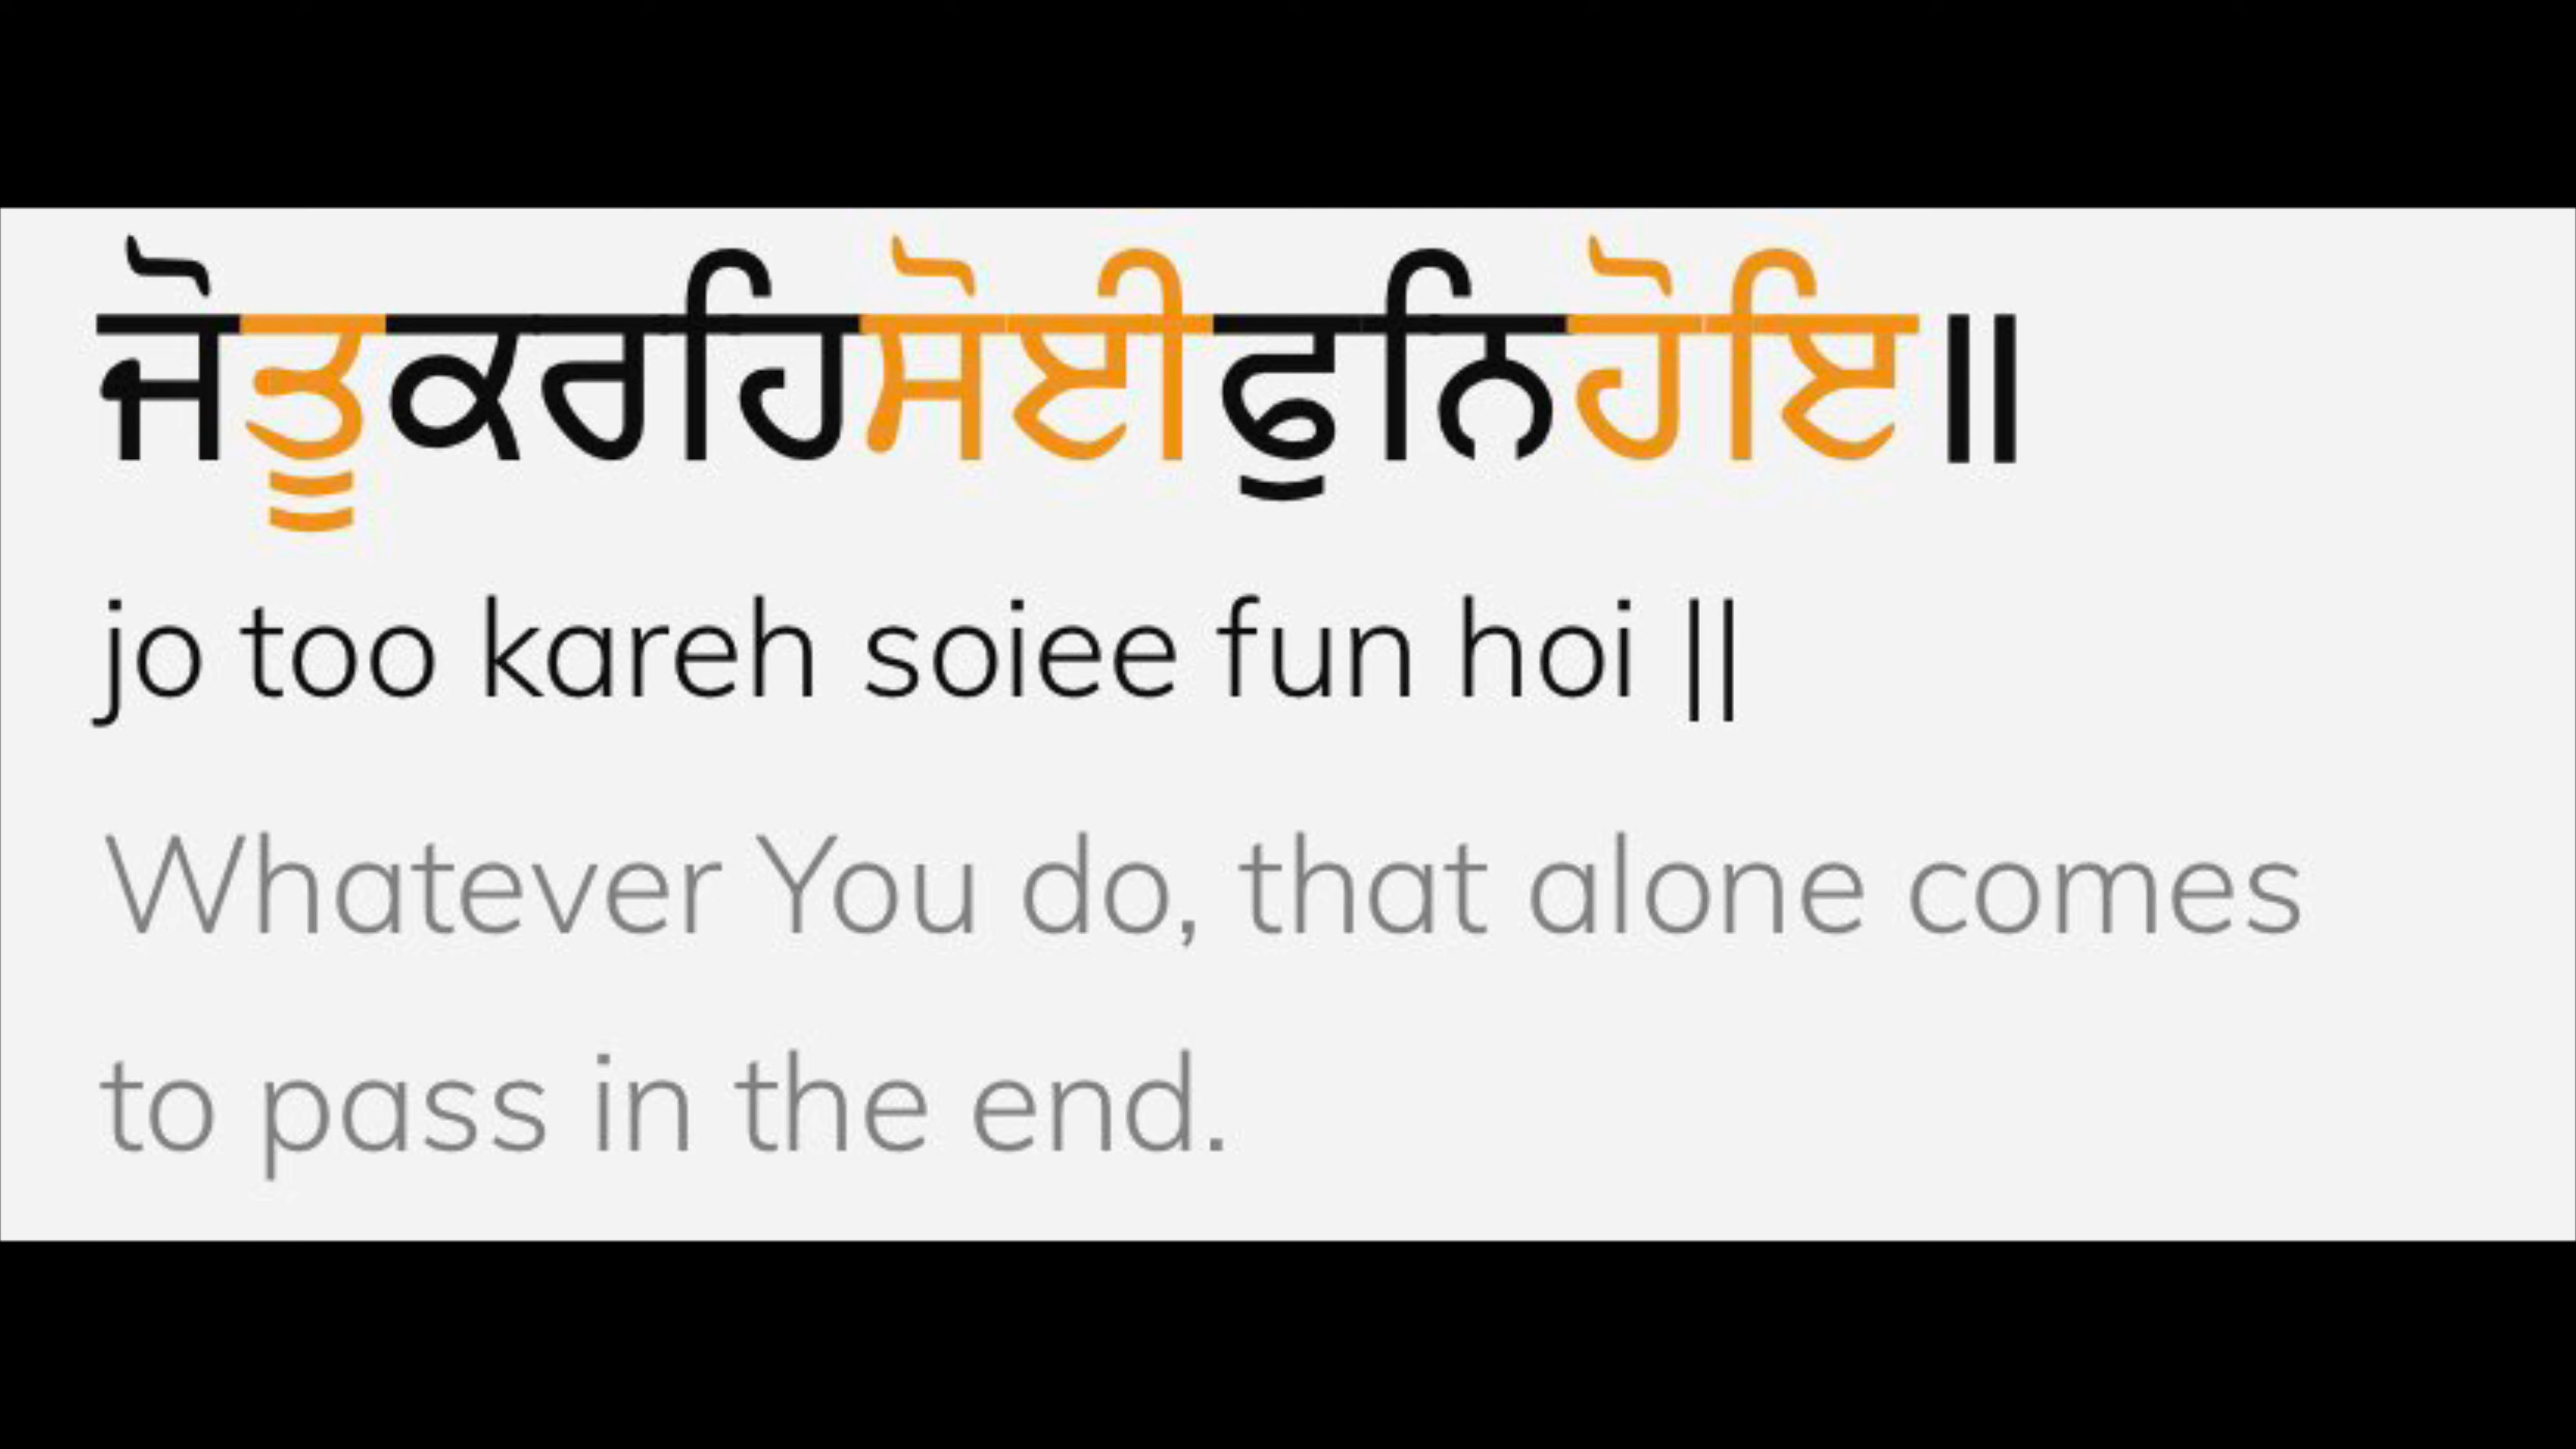 ਜੋਤੂਕਰਹਿਸੋਈਫੁਨਿਹੋਇ॥
jo too kareh soiee fun hoi ||
Whatever You do, that alone comes
to pass in the end.